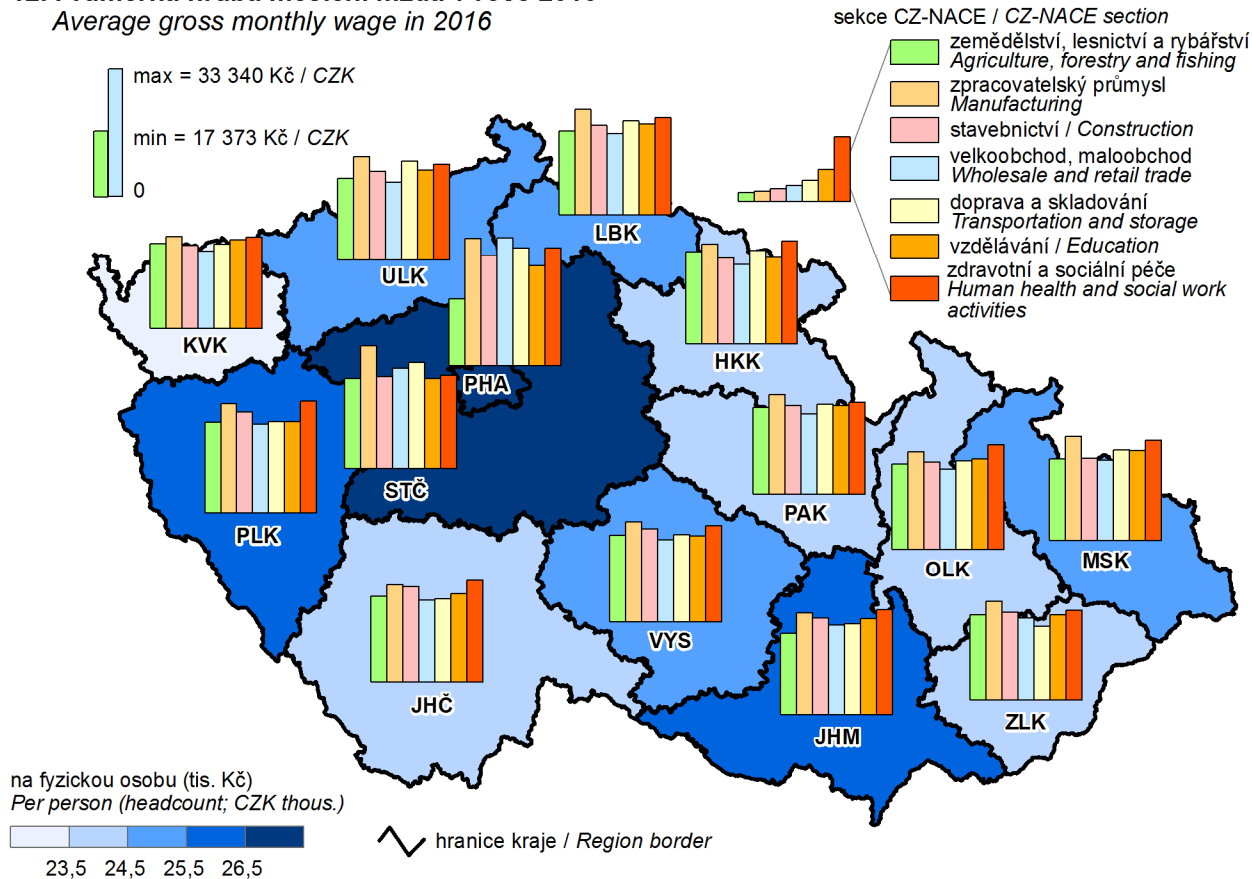 Average gross monthly wage in 2016
sekce CZ-NACE / CZ-NACE section
zemědělství, lesnictví a rybářství
Agriculture, forestry and fishing
zpracovatelský průmysl
Manufacturing
stavebnictví / Construction
velkoobchod, maloobchod
Wholesale and retail trade
doprava a skladování
Transportation and storage
vzdělávání / Education
zdravotní a sociální péče
Human health and social work
activities
max = 33 340 Kč / CZK
min = 17 373 Kč / CZK
0
LBK
ULK
KVK
HKK
PHA
STČ
PLK
PAK
OLK
MSK
VYS
JHČ
ZLK
JHM
na fyzickou osobu (tis. Kč)
Per person (headcount; CZK thous.)
23,5 24,5 25,5 26,5
hranice kraje / Region border